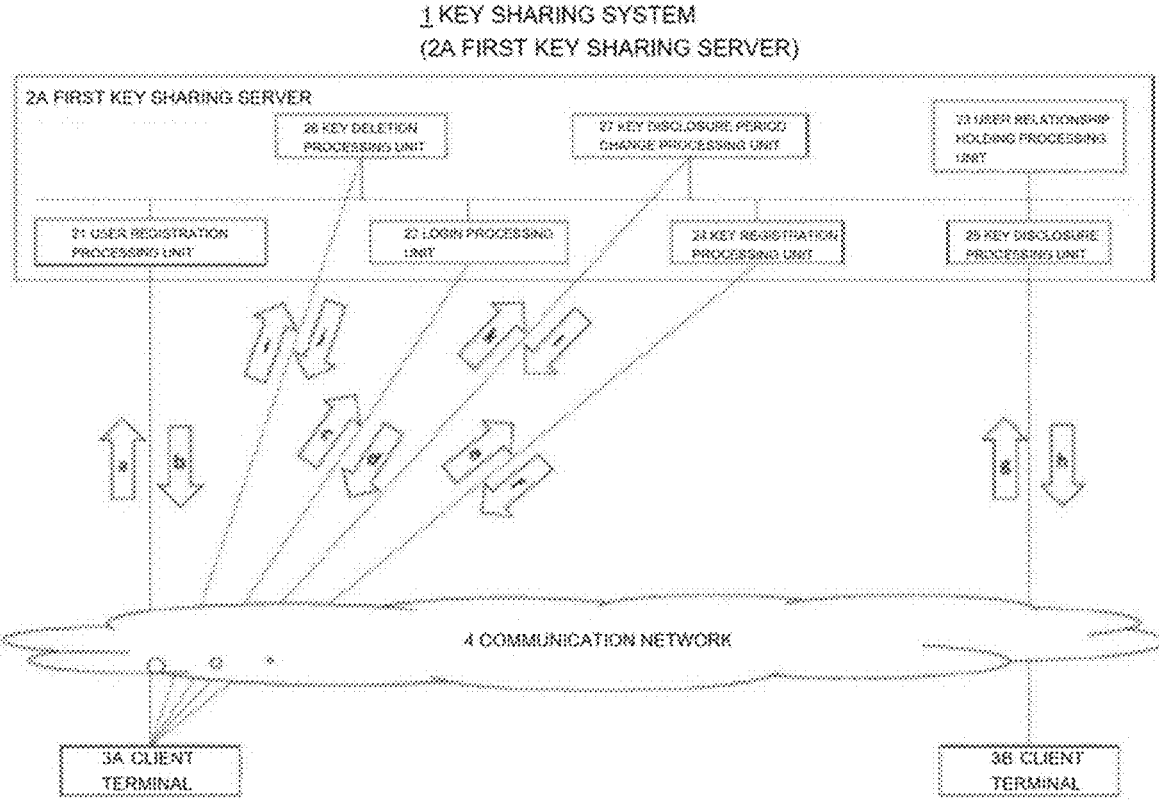 1 KEY SHARING SYSTEM
(2A FIRST KEY SHARING SERVER)
2A FIRST KEY SHARING SERVER
26 KEY DELETION
PROCESSING UNIT
27 KEY DISCLOSURE PERIOD
CHANGE PROCESSING UNIT
23 USER RELATIONSHIP
HOLDING PROCESSING
UNIT
21 USER REGISTRATION
PROCESSING UNIT
22 LOGIN PROCESSING
UNIT
24 KEY REGISTRATION
PROCESSING UNIT
25 KEY DISCLOSURE
PROCESSING UNIT
a
b
g
h
4 COMMUNICATION NETWORK
3A CLIENT
TERMINAL
3B CLIENT
TERMINAL